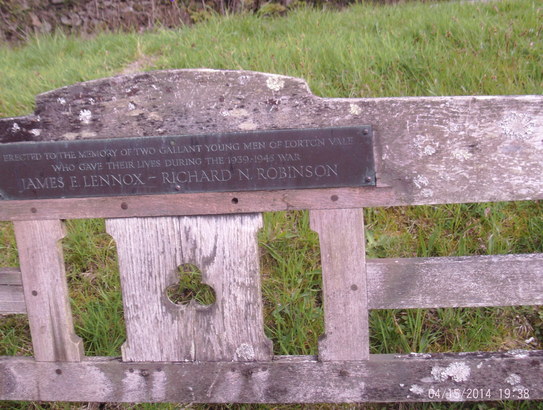 ERECTED TO THE MEMORY OF TWO GALLANT YOUNG MEN OF LORTON VALE
WHO GAVE THEIR LIVES DURING THE 1939-1945 WAR
JAMES E. LENNOX – RICHARD N. ROBINSON
04/15/2014 19:38